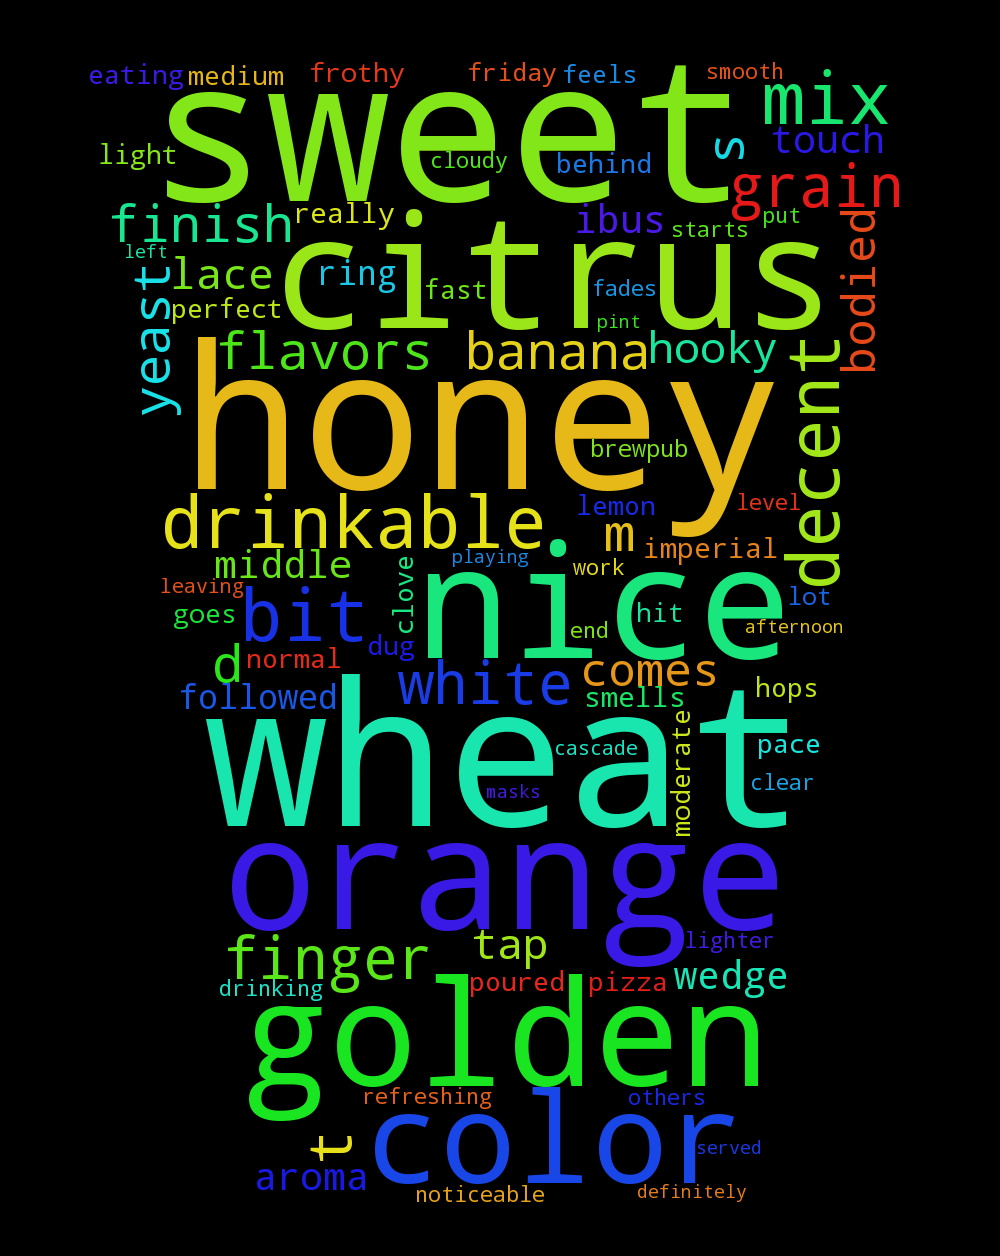 eating medium frothy friday feels smooth
sweet mix
light cloudy behind s touch
grain
finish really ibus starts put bodied
left citrus
yeast lace ring fast fades
perfect pint
flavors banana hooky decent
honey
brewpub
drinkable lemon level
m imperial
middle clove playing work
leaving nice lot
goes bit hit
dug end afternoon
d normal white comes
followed smells hops
wheat moderate
cascade pace
masks clear
orange
finger tap lighter
drinking poured pizza wedge
golden
refreshing others
color
t served
aroma noticeable definitely